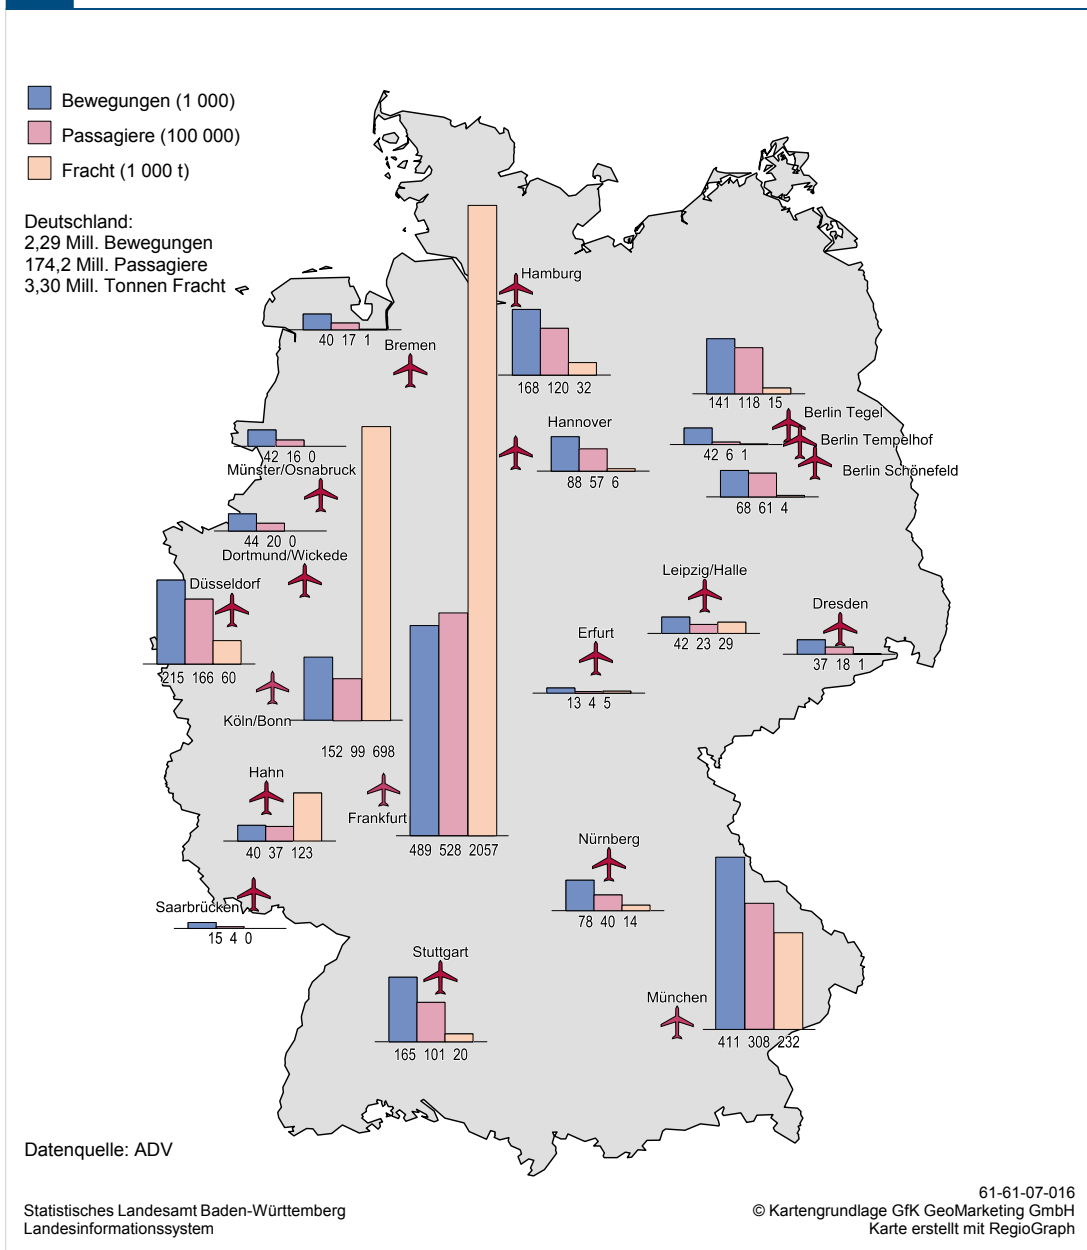 Bewegungen (1 000)
Passagiere (100 000)
Fracht (1 000 t)
Deutschland:
2,29 Mill. Bewegungen
174,2 Mill. Passagiere
3,30 Mill. Tonnen Fracht
Hamburg
168 120 32
40 17 1
Bremen
141 118 15
Berlin Tegel
42 6 1
Berlin Tempelhof
68 61 4
Berlin Schönefeld
Hannover
88 57 6
42 16 0
Münster/Osnabruck
44 20 0
Dortmund/Wickede
Düsseldorf
215 166 60
Leipzig/Halle
42 23 29
Dresden
37 18 1
Erfurt
13 4 5
Köln/Bonn
152 99 698
Hahn
40 37 123
Frankfurt
489 528 2057
Nürnberg
78 40 14
Saarbrücken
15 4 0
Stuttgart
165 101 20
München
411 308 232
Datenquelle: ADV
61-61-07-016
Statistisches Landesamt Baden-Württemberg
Landesinformationssystem
© Kartengrundlage GfK GeoMarketing GmbH
Karte erstellt mit RegioGraph